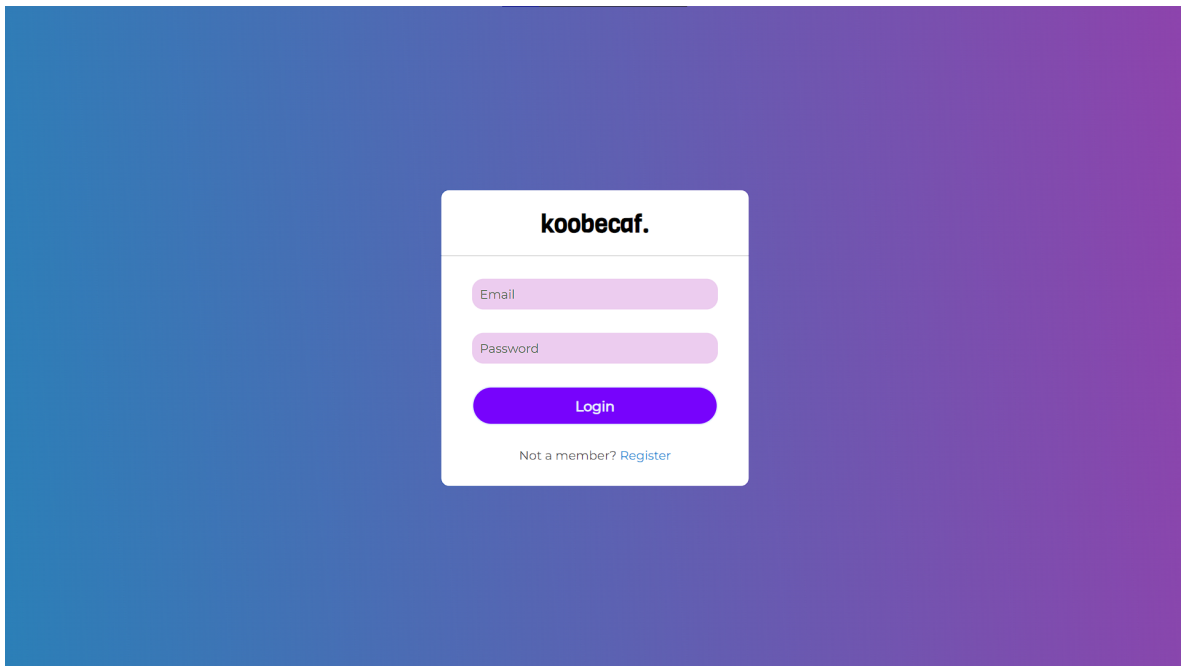 koobecaf.
Email
Password
Login
Not a member? Register